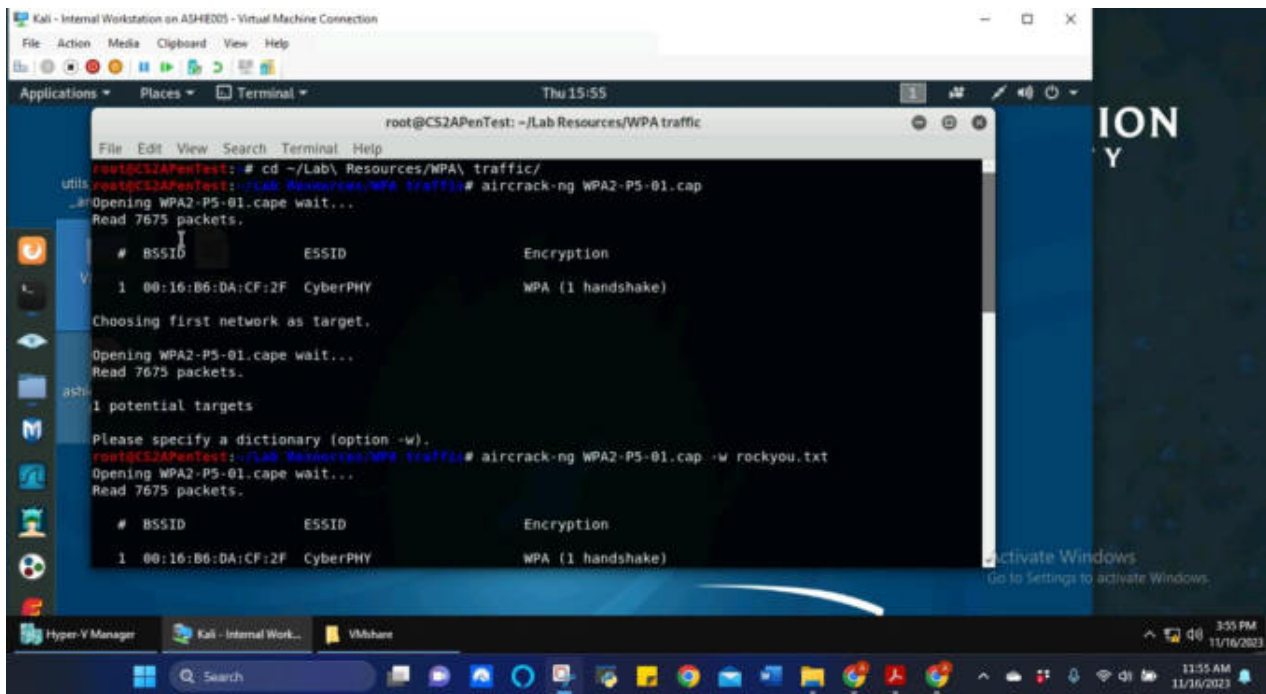 Kali - Internal Workstation on ASHIE005 - Virtual Machine Connection
File Action Media Clipboard View Help
Applications Places Terminal Thu 15:55 1
root@CS2APenTest: ~/Lab Resources/WPA traffic
File Edit View Search Terminal Help
root@CS2APenTest:~# cd ~/Lab\ Resources/WPA\ traffic/
root@CS2APenTest:~/Lab Resources/WPA traffic# aircrack-ng WPA2-P5-01.cap
Opening WPA2-P5-01.cape wait...
Read 7675 packets.
# BSSID ESSID Encryption
1 00:16:B6:DA:CF:2F CyberPHY WPA (1 handshake)
Choosing first network as target.
Opening WPA2-P5-01.cape wait...
Read 7675 packets.
1 potential targets
Please specify a dictionary (option -w).
root@CS2APenTest:~/Lab Resources/WPA traffic# aircrack-ng WPA2-P5-01.cap -w rockyou.txt
Opening WPA2-P5-01.cape wait...
Read 7675 packets.
# BSSID ESSID Encryption
1 00:16:B6:DA:CF:2F CyberPHY WPA (1 handshake)
utils
ashi
ION
Y
Activate Windows
Go to Settings to activate Windows.
Hyper-V Manager Kali - Internal Work... VMshare
3:55 PM
11/16/2023
Search
11:55 AM
11/16/2023